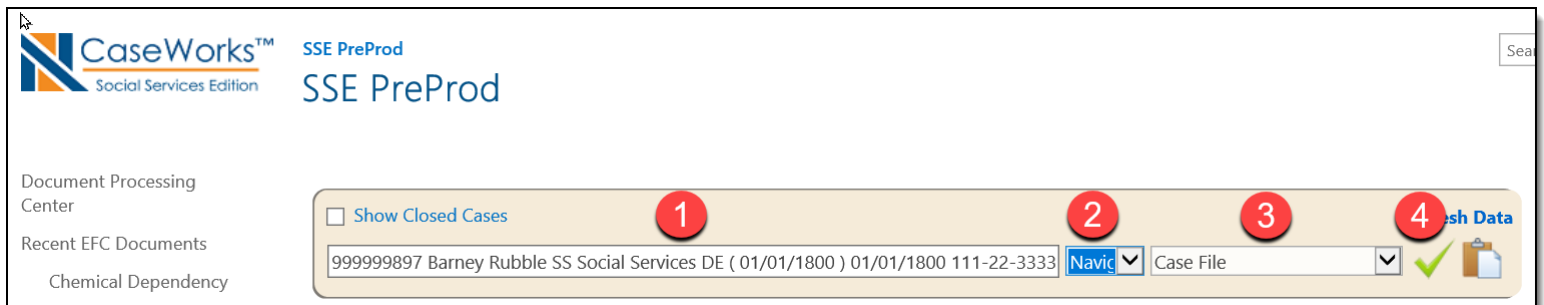 CaseWorks™
Social Services Edition
SSE PreProd
SSE PreProd
Sear
Document Processing
Center
Recent EFC Documents
Chemical Dependency
1
2
3
4
Show Closed Cases
esh Data
999999897 Barney Rubble SS Social Services DE ( 01/01/1800 ) 01/01/1800 111-22-3333
Navig
Case File